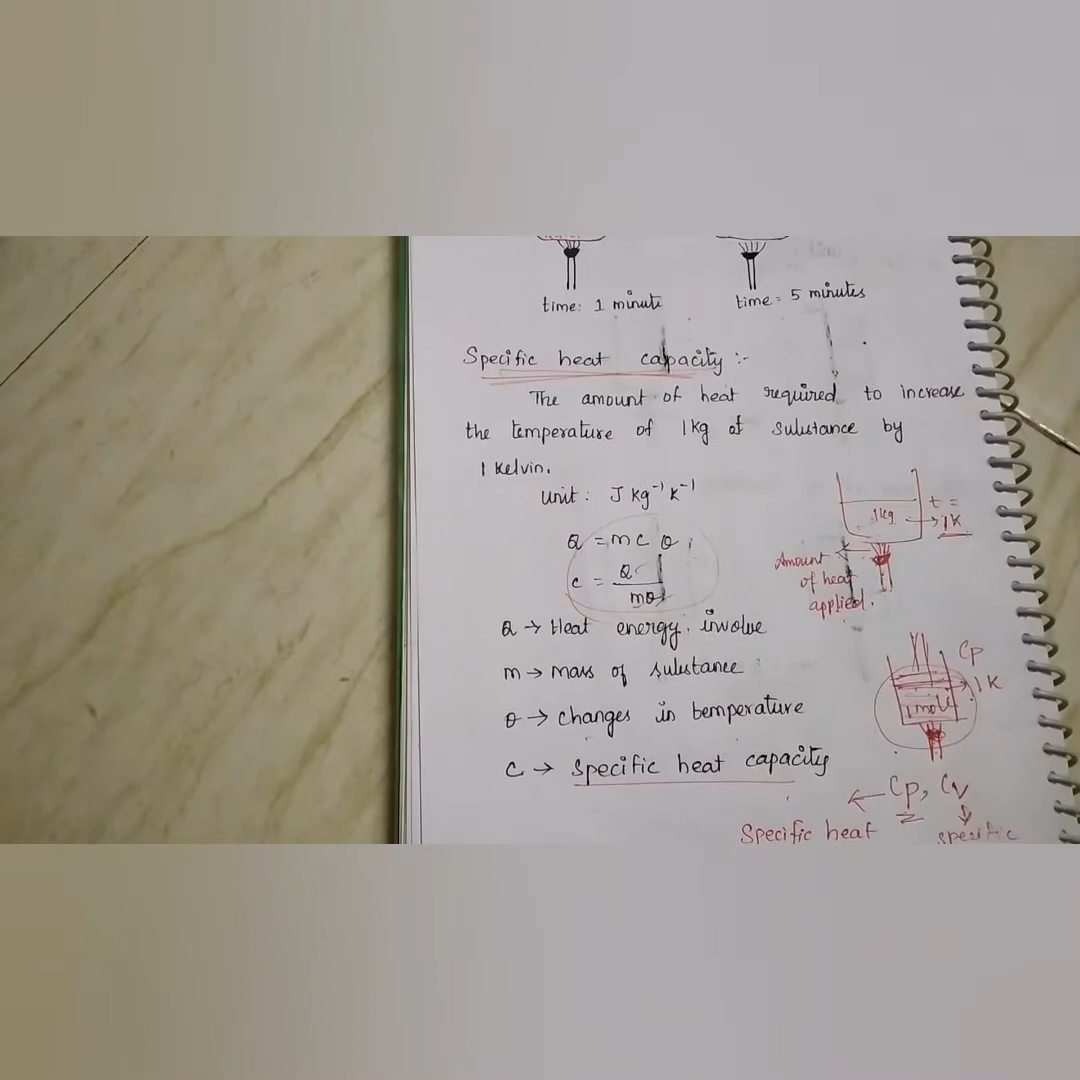 time: 1 minute
time = 5 minutes
Specific heat capacity :-
The amount of heat required to increase
the temperature of 1kg of substance by
1 kelvin.
unit : J kg⁻¹ K⁻¹
Q = m c θ
c = Q / mθ
1kg
t =
1K
Amount
of heat
applied.
Q → Heat energy involve
m → mass of substance
θ → changes in temperature
c → specific heat capacity
Cp
1K
1 mole
Cp, Cv
Specific heat
specific